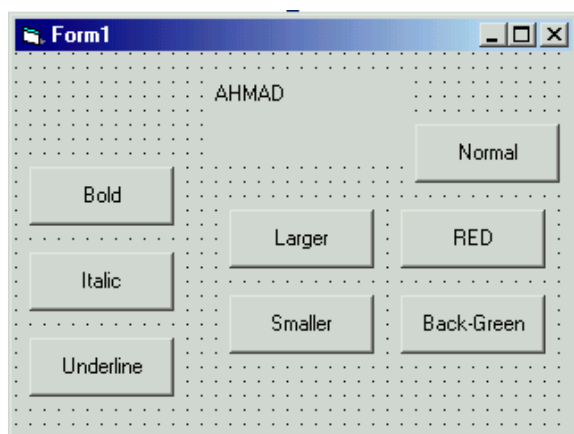 Form1
AHMAD
Normal
Bold
Larger
RED
Italic
Smaller
Back-Green
Underline